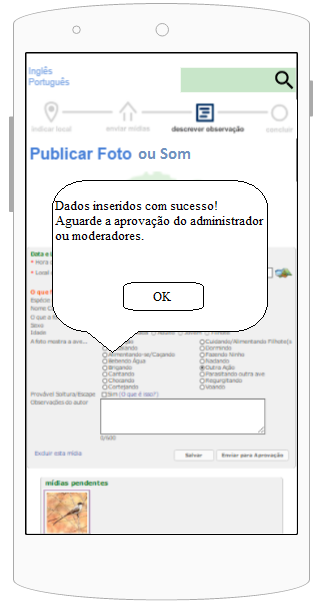 Inglês
Português
indicar local enviar mídias descrever observação concluir
Publicar Foto ou Som
Dados inseridos com sucesso!
Aguarde a aprovação do administrador
ou moderadores.
OK
Data e
* Hora
* Local
O que
Espécie
Nome C
O que a
Sexo
Idade
A foto mostra a ave... Cuidando/Alimentando Filhote(s)
Dormindo
Alimentando-se/Caçando Fazendo Ninho
Bebendo Água Nadando
Brigando Outra Ação
Cantando Parasitando outra ave
Chocando Regurgitando
Cortejando Voando
Provável Soltura/Escape Sim (O que é isso?)
Observações do autor
0/500
Excluir esta mídia Salvar Enviar para Aprovação
mídias pendentes